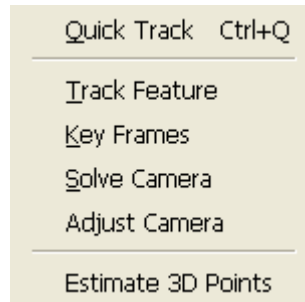 Quick Track Ctrl+Q
Track Feature
Key Frames
Solve Camera
Adjust Camera
Estimate 3D Points